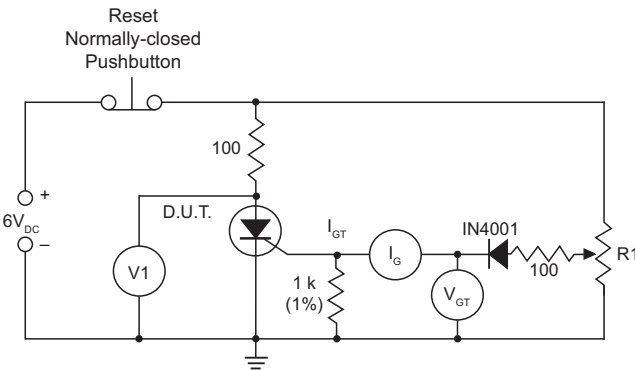 Reset
Normally-closed
Pushbutton
100
+
6V_DC
–
D.U.T.
V1
I_GT
1 k
(1%)
I_G
V_GT
IN4001
100
R1